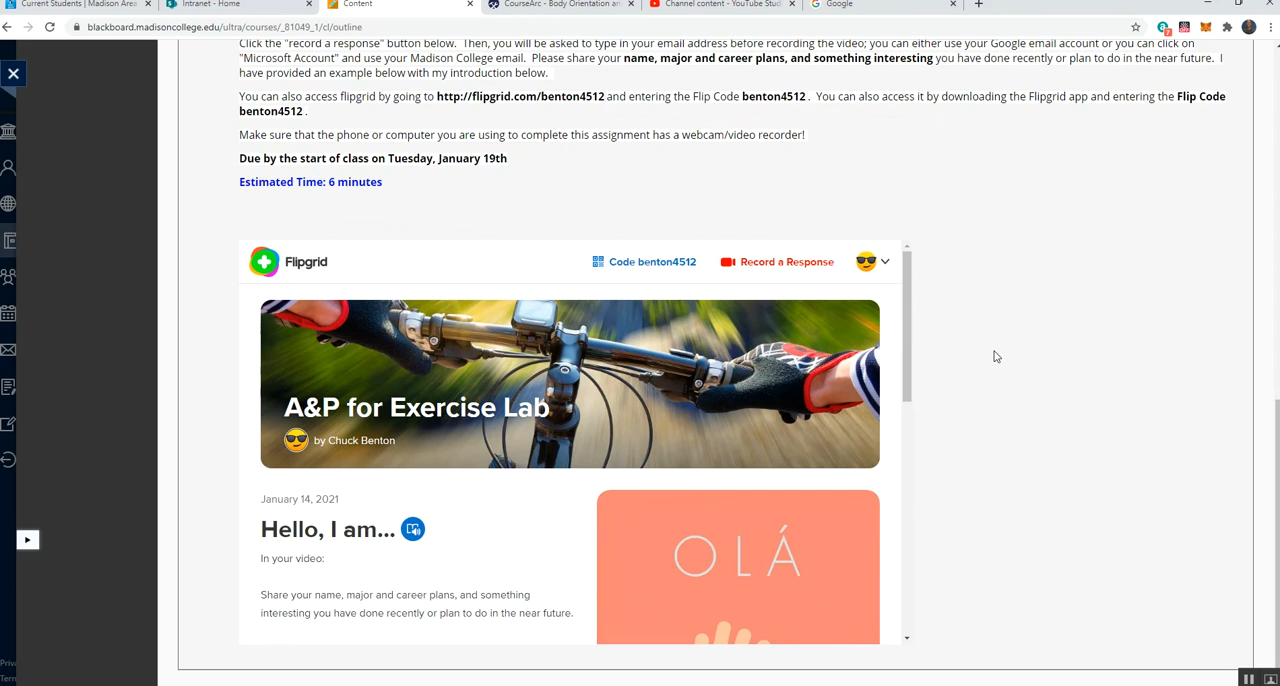 Current Students | Madison Area
Intranet - Home
Content
CourseArc - Body Orientation an
Channel content - YouTube Stud
Google
blackboard.madisoncollege.edu/ultra/courses/_81049_1/cl/outline
Click the "record a response" button below. Then, you will be asked to type in your email address before recording the video; you can either use your Google email account or you can click on
"Microsoft Account" and use your Madison College email. Please share your name, major and career plans, and something interesting you have done recently or plan to do in the near future. I
have provided an example below with my introduction below.
You can also access flipgrid by going to http://flipgrid.com/benton4512 and entering the Flip Code benton4512 . You can also access it by downloading the Flipgrid app and entering the Flip Code
benton4512 .
Make sure that the phone or computer you are using to complete this assignment has a webcam/video recorder!
Due by the start of class on Tuesday, January 19th
Estimated Time: 6 minutes
Flipgrid
Code benton4512
Record a Response
A&P for Exercise Lab
by Chuck Benton
January 14, 2021
Hello, I am...
In your video:
Share your name, major and career plans, and something
interesting you have done recently or plan to do in the near future.
OLÁ
Priva
Term